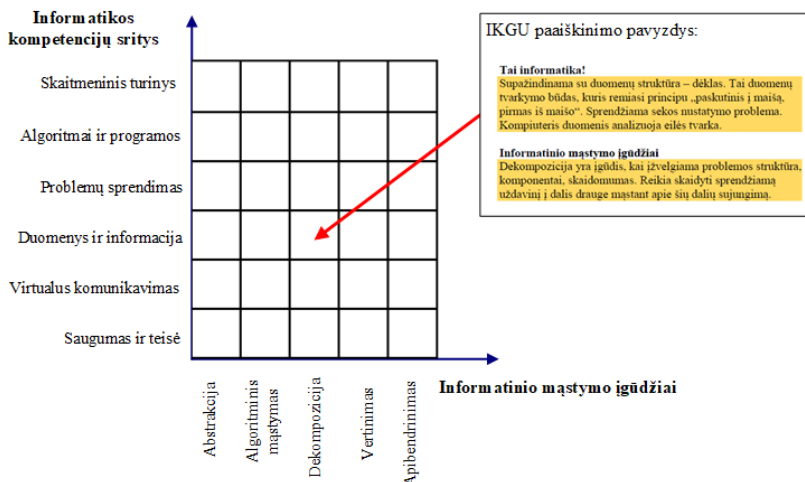 Informatikos
kompetencijų sritys
Skaitmeninis turinys
Algoritmai ir programos
Problemų sprendimas
Duomenys ir informacija
Virtualus komunikavimas
Saugumas ir teisė
Abstrakcija
Algoritminis
mąstymas
Dekompozicija
Vertinimas
Apibendrinimas
Informatinio mąstymo įgūdžiai
IKGU paaiškinimo pavyzdys:
Tai informatika!
Supažindinama su duomenų struktūra – dėklas. Tai duomenų
tvarkymo būdas, kuris remiasi principu „paskutinis į maišą,
pirmas iš maišo“. Sprendžiama sekos nustatymo problema.
Kompiuteris duomenis analizuoja eilės tvarka.
Informatinio mąstymo įgūdžiai
Dekompozicija yra įgūdis, kai įžvelgiama problemos struktūra,
komponentai, skaidomumas. Reikia skaidyti sprendžiamą
uždavinį į dalis drauge mąstant apie šių dalių sujungimą.